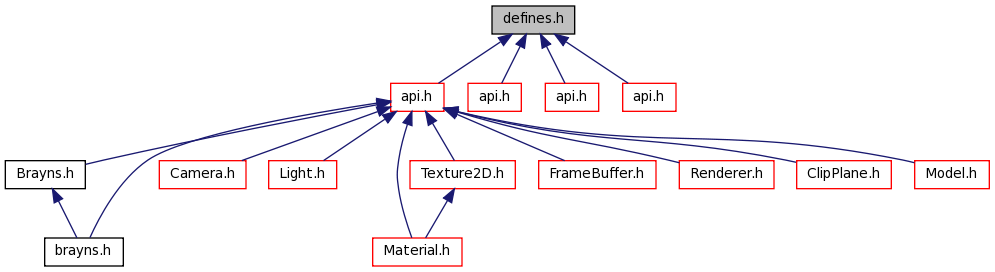 defines.h
api.h
api.h
api.h
api.h
Brayns.h
Camera.h
Light.h
Texture2D.h
FrameBuffer.h
Renderer.h
ClipPlane.h
Model.h
brayns.h
Material.h